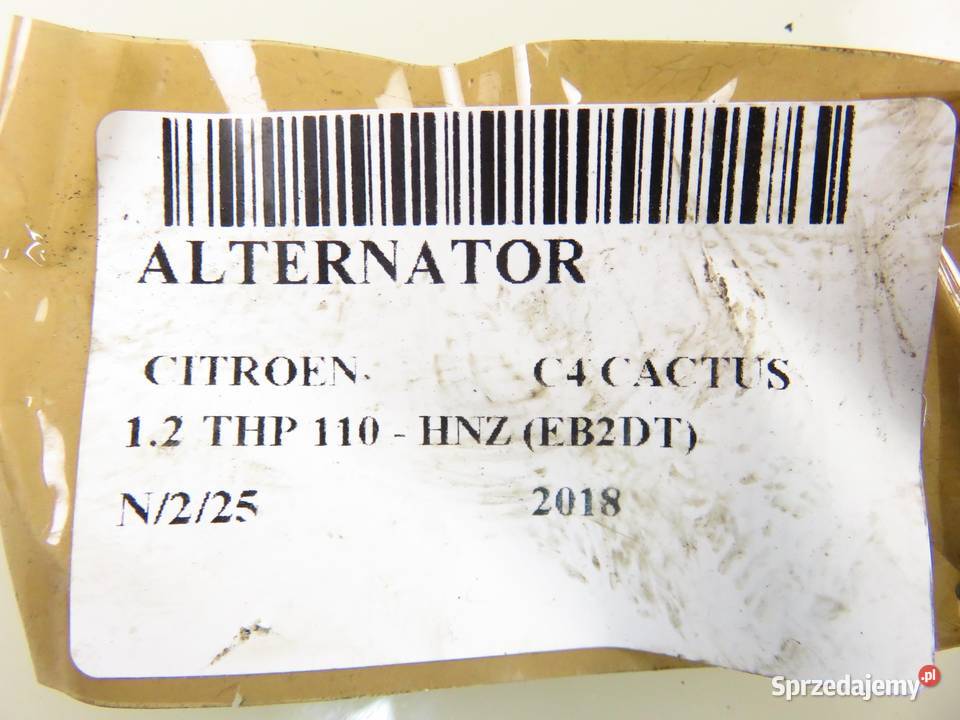 ALTERNATOR
CITROEN C4 CACTUS
1.2 THP 110 - HNZ (EB2DT)
N/2/25 2018
Sprzedajemy.pl